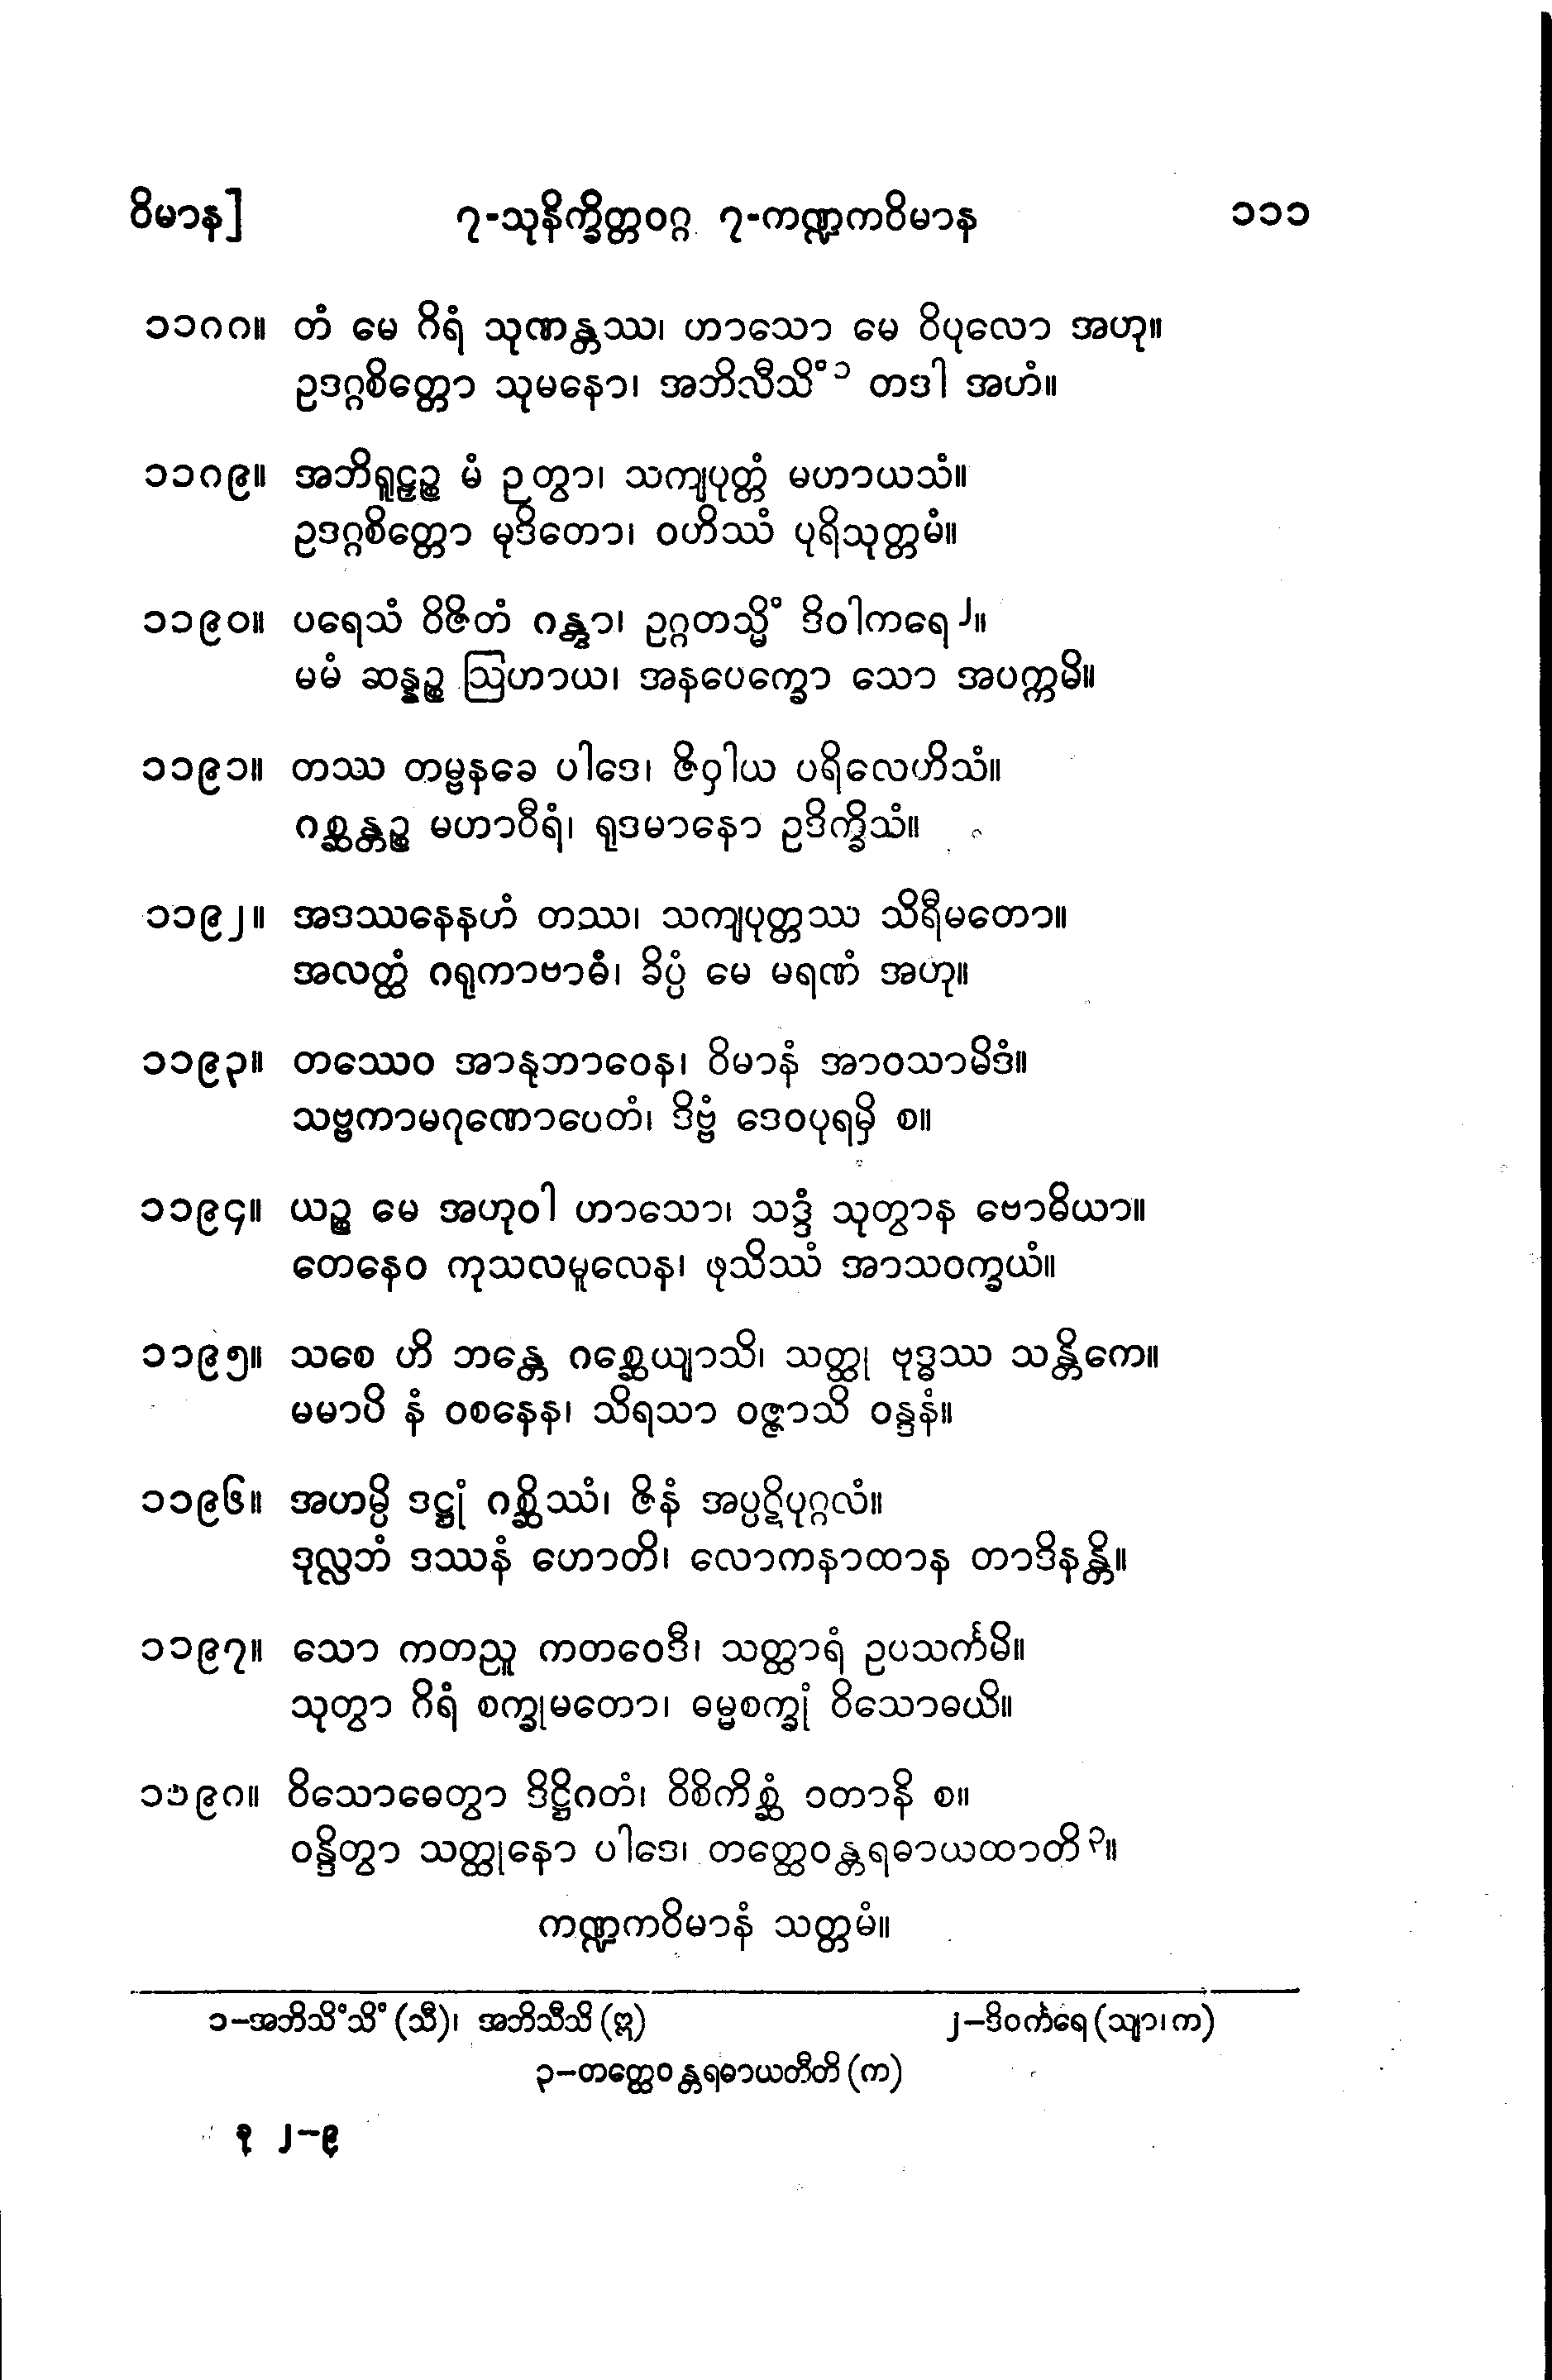 ဝိမာန] ၇-သုနိက္ခိတ္တဝဂ္ဂ ၇-ကဏ္ဍကဝိမာန ၁၁၁
၁၁၈၈။ တံ မေ ဂိရံ သုဏန္တဿ၊ ဟာသော မေ ဝိပုလော အဟု။
ဥဒဂ္ဂစိတ္တော သုမနော၊ အဘိလီသိံ ၁ တဒါ အဟံ။
၁၁၈၉။ အဘိရူဠှဉ္စ မံ ဉတွာ၊ သကျပုတ္တံ မဟာယသံ။
ဥဒဂ္ဂစိတ္တော မုဒိတော၊ ဝဟိဿံ ပုရိသုတ္တမံ။
၁၁၉၀။ ပရေသံ ဝိဇိတံ ဂန္တွာ၊ ဥဂ္ဂတသ္မိံ ဒိဝါကရေ ၂။
မမံ ဆန္နဉ္စ ဩဟာယ၊ အနပေက္ခော သော အပက္ကမိ။
၁၁၉၁။ တဿ တမ္ဗနခေ ပါဒေ၊ ဇိဝှါယ ပရိလေဟိသံ။
ဂစ္ဆန္တဉ္စ မဟာဝီရံ၊ ရုဒမာနော ဥဒိက္ခိသံ။
၁၁၉၂။ အဒဿနေနဟံ တဿ၊ သကျပုတ္တဿ သိရီမတော။
အလတ္ထံ ဂရုကာဗာဓံ၊ ခိပ္ပံ မေ မရဏံ အဟု။
၁၁၉၃။ တဿေဝ အာနုဘာဝေန၊ ဝိမာနံ အာဝသာမိဒံ။
သဗ္ဗကာမဂုဏောပေတံ၊ ဒိဗ္ဗံ ဒေဝပုရမှိ စ။
၁၁၉၄။ ယဉ္စ မေ အဟုဝါ ဟာသော၊ သဒ္ဒံ သုတွာန ဗောဓိယာ။
တေနေဝ ကုသလမူလေန၊ ဖုသိဿံ အာသဝက္ခယံ။
၁၁၉၅။ သစေ ဟိ ဘန္တေ ဂစ္ဆေယျာသိ၊ သတ္ထု ဗုဒ္ဓဿ သန္တိကေ။
မမာပိ နံ ဝစနေန၊ သိရသာ ဝဇ္ဇာသိ ဝန္ဒနံ။
၁၁၉၆။ အဟမ္ပိ ဒဋ္ဌုံ ဂစ္ဆိဿံ၊ ဇိနံ အပ္ပဋိပုဂ္ဂလံ။
ဒုလ္လဘံ ဒဿနံ ဟောတိ၊ လောကနာထာန တာဒိနန္တိ။
၁၁၉၇။ သော ကတညူ ကတဝေဒီ၊ သတ္ထာရံ ဥပသင်္ကမိ။
သုတွာ ဂိရံ စက္ခုမတော၊ ဓမ္မစက္ခုံ ဝိသောဓယိ။
၁၁၉၈။ ဝိသောဓေတွာ ဒိဋ္ဌိဂတံ၊ ဝိစိကိစ္ဆံ ဝတာနိ စ။
ဝန္ဒိတွာ သတ္ထုနော ပါဒေ၊ တတ္ထေဝန္တရဓာယထာတိ ၃။
ကဏ္ဍကဝိမာနံ သတ္တမံ။
၁–အဘိသိံသိံ (သီ)၊ အဘိသီသိ (ဣ) ၂–ဒိဝင်္ကရေ (သျာ၊ က)
၃–တတ္ထေဝန္တရဓာယတီတိ (က)
ခု ၂–၉